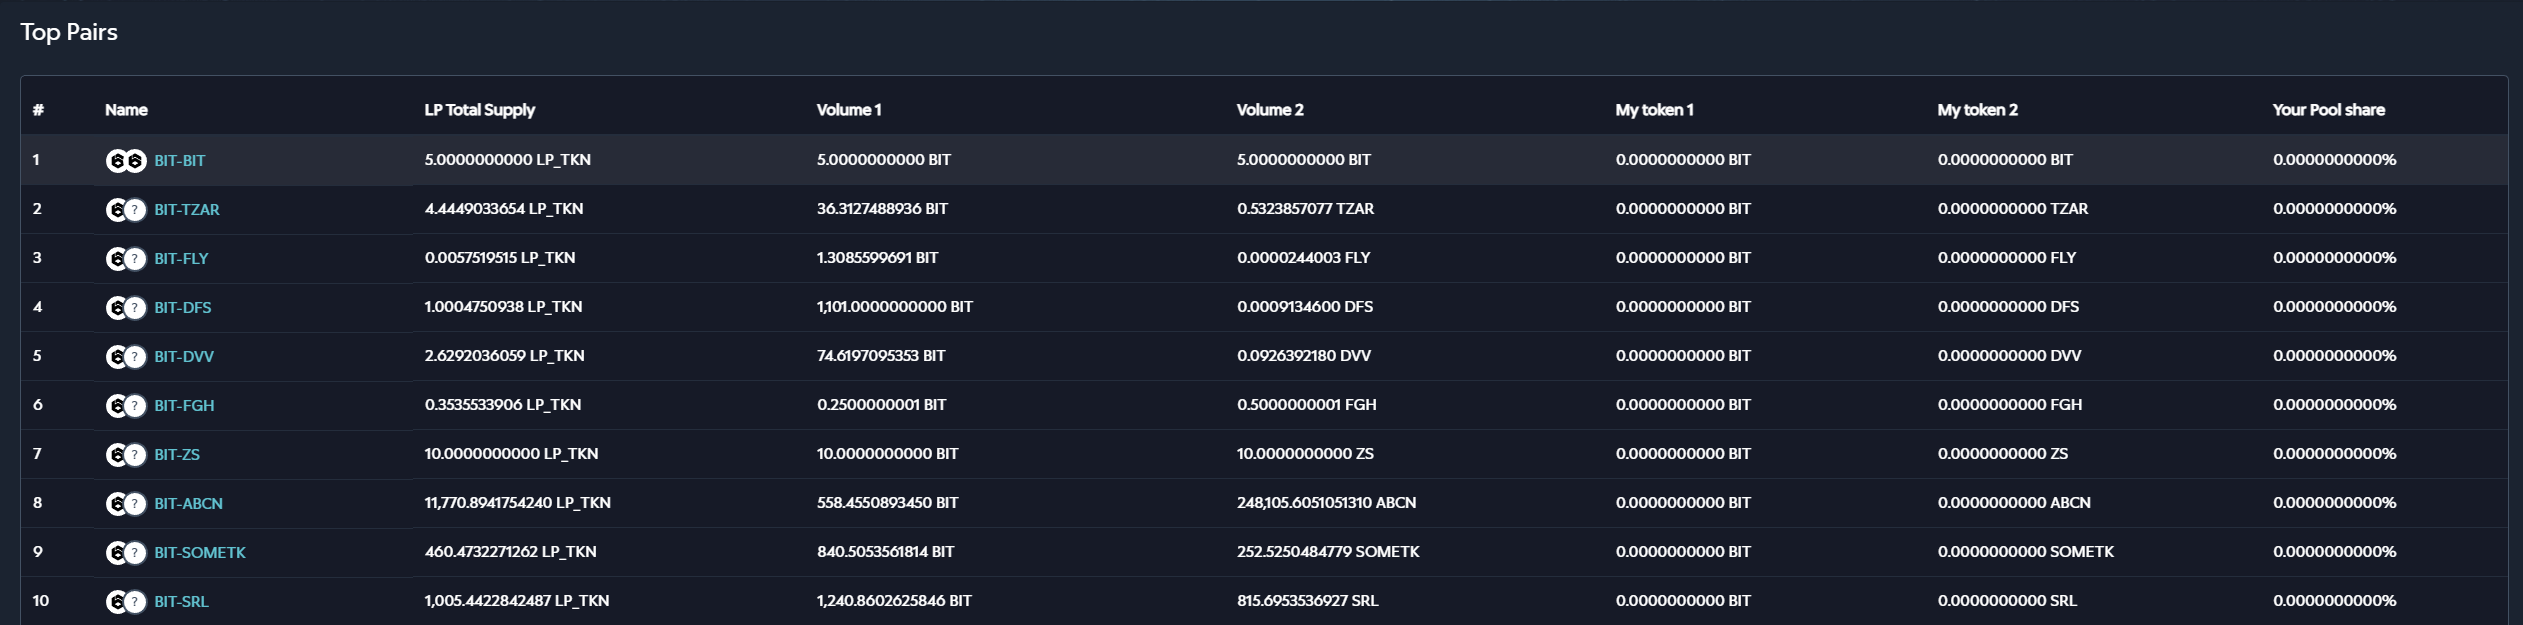 Top Pairs
# Name LP Total Supply Volume 1 Volume 2 My token 1 My token 2 Your Pool share
1 BIT-BIT 5.0000000000 LP_TKN 5.0000000000 BIT 5.0000000000 BIT 0.0000000000 BIT 0.0000000000 BIT 0.0000000000%
2 ? BIT-TZAR 4.4449033654 LP_TKN 36.3127488936 BIT 0.5323857077 TZAR 0.0000000000 BIT 0.0000000000 TZAR 0.0000000000%
3 ? BIT-FLY 0.0057519515 LP_TKN 1.3085599691 BIT 0.0000244003 FLY 0.0000000000 BIT 0.0000000000 FLY 0.0000000000%
4 ? BIT-DFS 1.0004750938 LP_TKN 1,101.0000000000 BIT 0.0009134600 DFS 0.0000000000 BIT 0.0000000000 DFS 0.0000000000%
5 ? BIT-DVV 2.6292036059 LP_TKN 74.6197095353 BIT 0.0926392180 DVV 0.0000000000 BIT 0.0000000000 DVV 0.0000000000%
6 ? BIT-FGH 0.3535533906 LP_TKN 0.2500000001 BIT 0.5000000001 FGH 0.0000000000 BIT 0.0000000000 FGH 0.0000000000%
7 ? BIT-ZS 10.0000000000 LP_TKN 10.0000000000 BIT 10.0000000000 ZS 0.0000000000 BIT 0.0000000000 ZS 0.0000000000%
8 ? BIT-ABCN 11,770.8941754240 LP_TKN 558.4550893450 BIT 248,105.6051051310 ABCN 0.0000000000 BIT 0.0000000000 ABCN 0.0000000000%
9 ? BIT-SOMETK 460.4732271262 LP_TKN 840.5053561814 BIT 252.5250484779 SOMETK 0.0000000000 BIT 0.0000000000 SOMETK 0.0000000000%
10 ? BIT-SRL 1,005.4422842487 LP_TKN 1,240.8602625846 BIT 815.6953536927 SRL 0.0000000000 BIT 0.0000000000 SRL 0.0000000000%